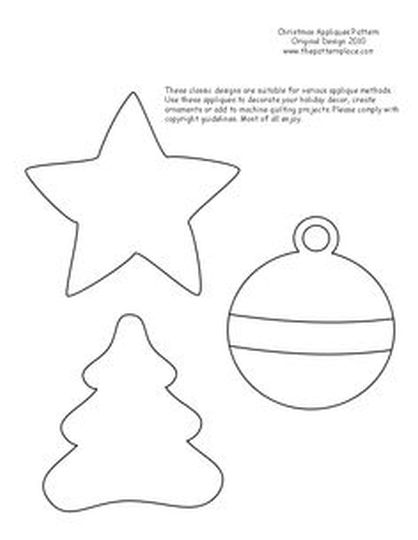 Christmas Appliques Pattern
Original Design 2010
www.thepatternplace.com
These classic designs are suitable for various applique methods.
Use these appliques to decorate your holiday decor, create
ornaments or add to machine quilting projects. Please comply with
copyright guidelines. Most of all enjoy.